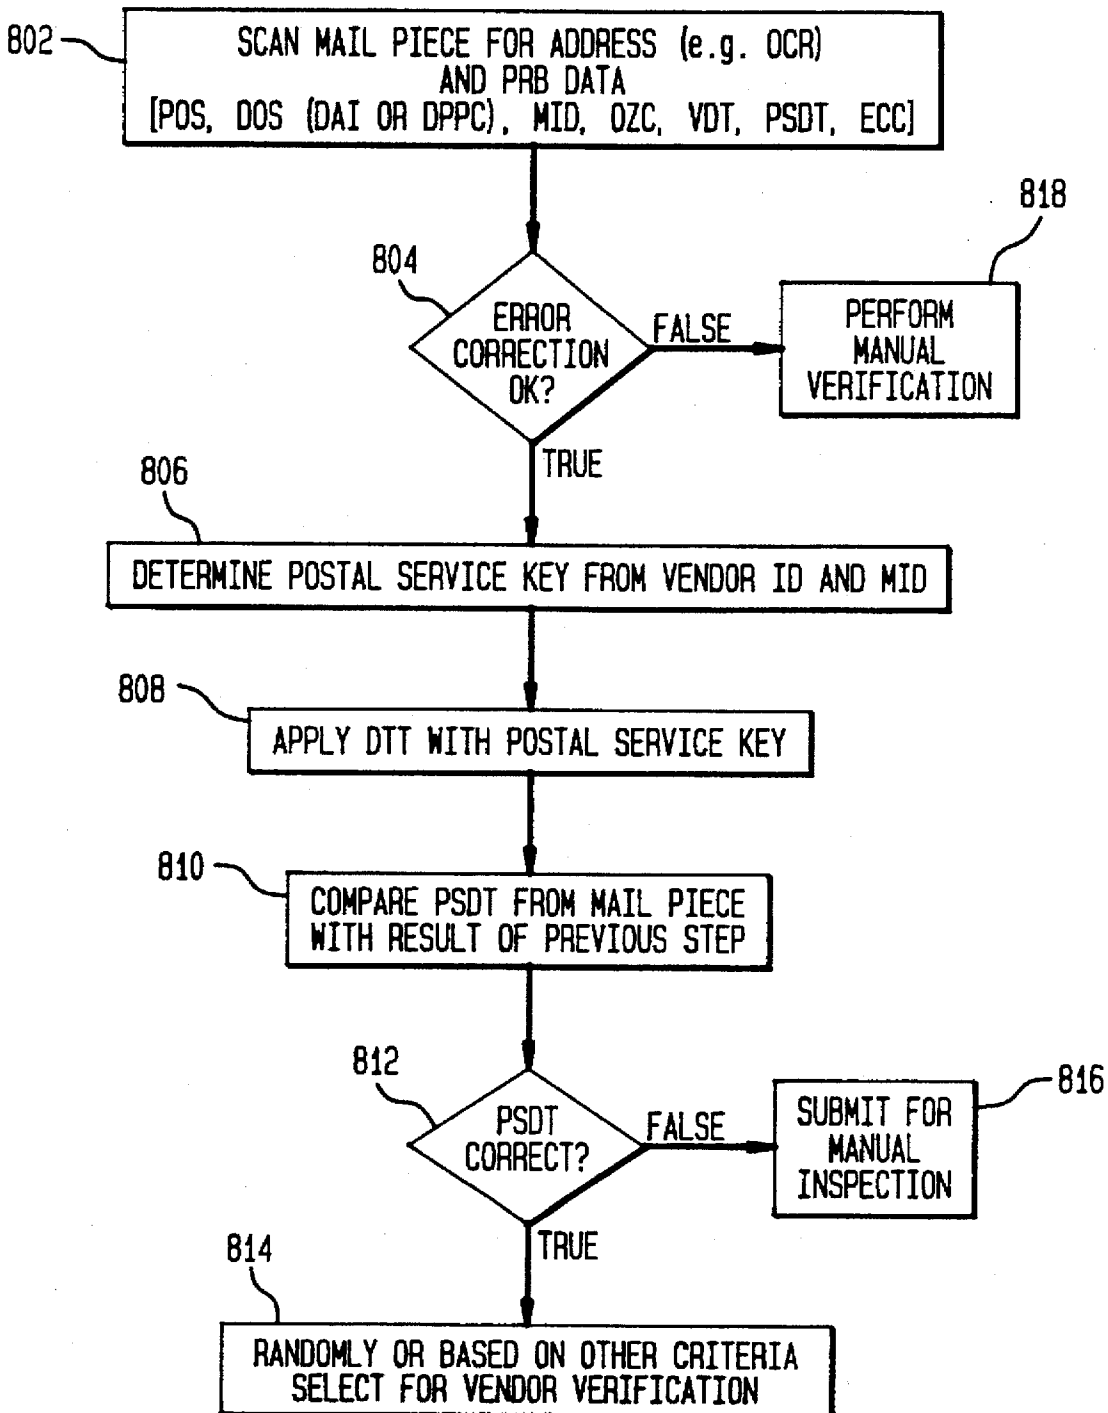 802
SCAN MAIL PIECE FOR ADDRESS (e.g. OCR)
AND PRB DATA
[POS, DOS (DAI OR DPPC), MID, OZC, VDT, PSDT, ECC]
818
804
ERROR
CORRECTION
OK?
FALSE
PERFORM
MANUAL
VERIFICATION
TRUE
806
DETERMINE POSTAL SERVICE KEY FROM VENDOR ID AND MID
808
APPLY DTT WITH POSTAL SERVICE KEY
810
COMPARE PSDT FROM MAIL PIECE
WITH RESULT OF PREVIOUS STEP
812
PSDT
CORRECT?
FALSE
816
SUBMIT FOR
MANUAL
INSPECTION
TRUE
814
RANDOMLY OR BASED ON OTHER CRITERIA
SELECT FOR VENDOR VERIFICATION